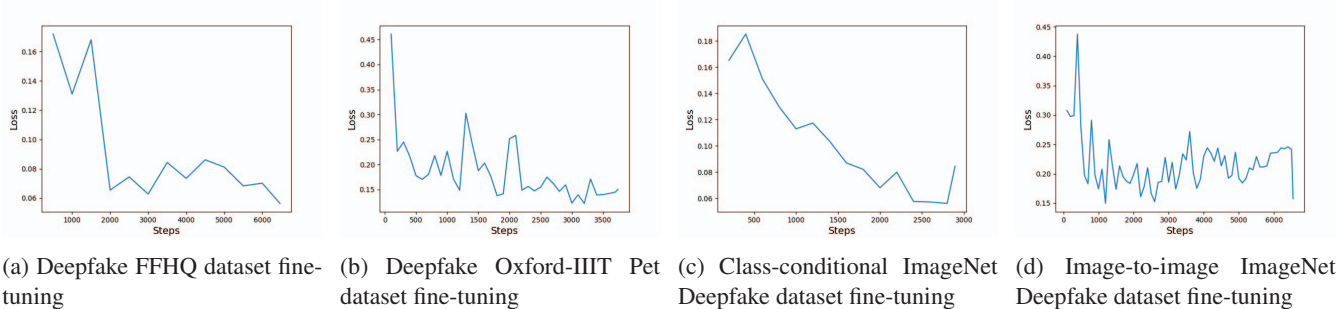 0.16
0.14
0.12
0.10
0.08
0.06
Loss
1000 2000 3000 4000 5000 6000
Steps
0.45
0.40
0.35
0.30
0.25
0.20
0.15
Loss
0 500 1000 1500 2000 2500 3000 3500
Steps
0.18
0.16
0.14
0.12
0.10
0.08
0.06
Loss
500 1000 1500 2000 2500 3000
Steps
0.45
0.40
0.35
0.30
0.25
0.20
0.15
Loss
0 1000 2000 3000 4000 5000 6000
Steps
(a) Deepfake FFHQ dataset fine-
tuning
(b) Deepfake Oxford-IIIT Pet
dataset fine-tuning
(c) Class-conditional ImageNet
Deepfake dataset fine-tuning
(d) Image-to-image ImageNet
Deepfake dataset fine-tuning